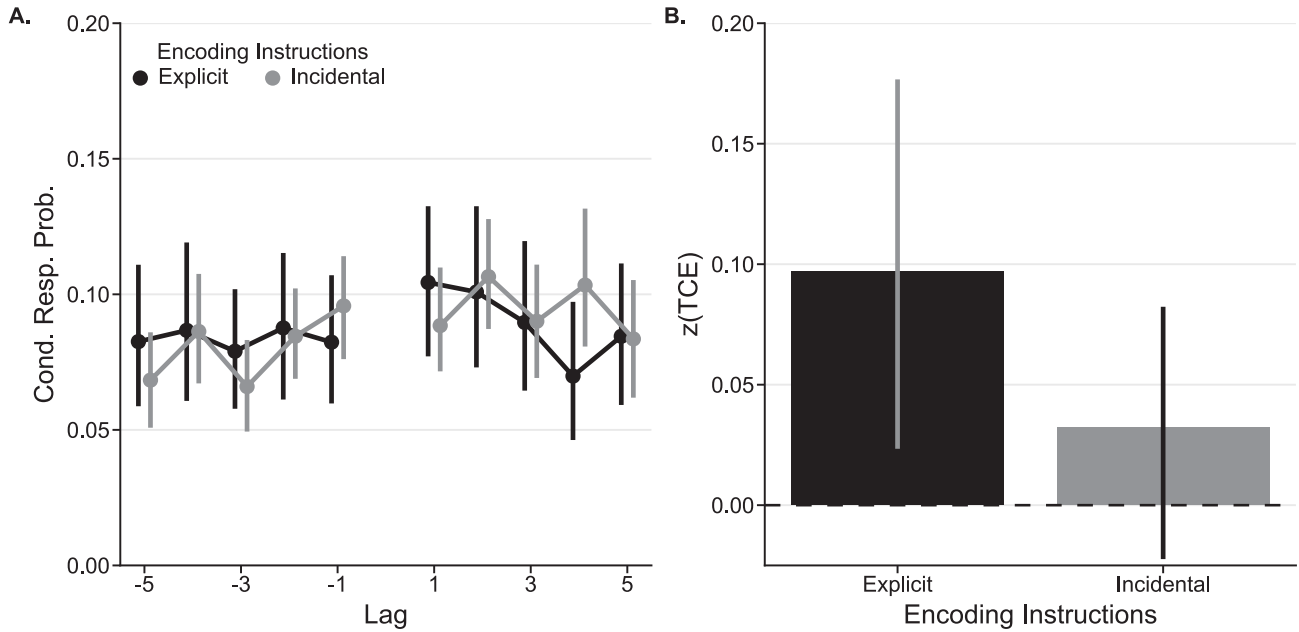 A.
Encoding Instructions
Explicit Incidental
Cond. Resp. Prob.
0.20
0.15
0.10
0.05
0.00
-5 -3 -1 1 3 5
Lag
B.
z(TCE)
0.20
0.15
0.10
0.05
0.00
Explicit Incidental
Encoding Instructions